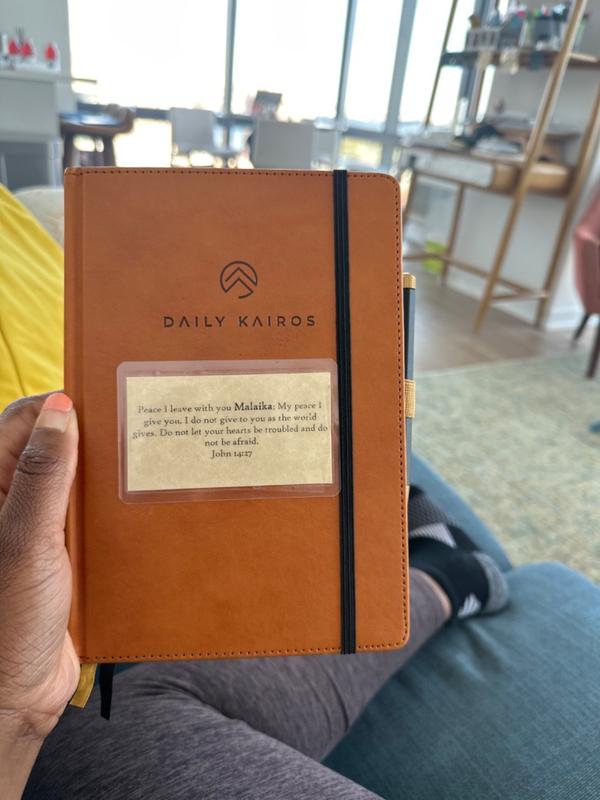 DAILY KAIROS
Peace I leave with you Malaika; My peace I
give you. I do not give to you as the world
gives. Do not let your hearts be troubled and do
not be afraid.
John 14:27